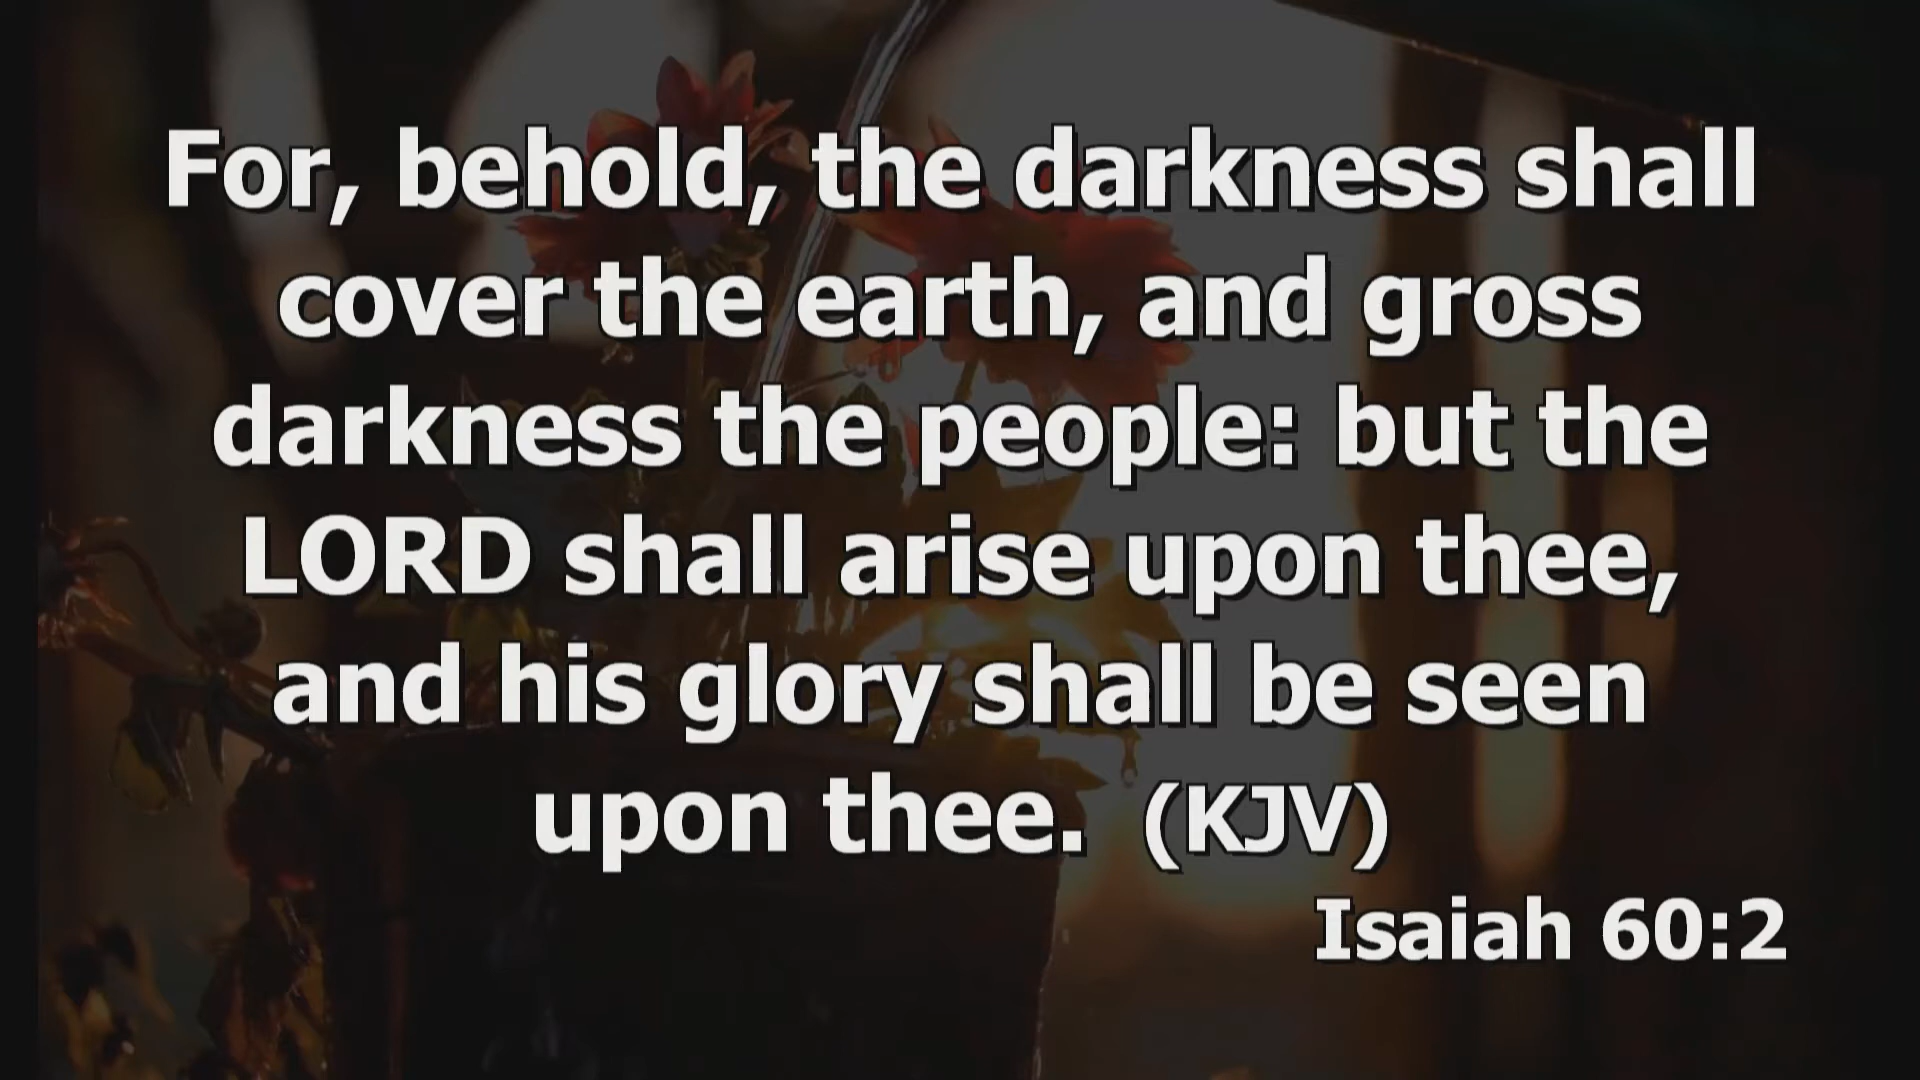 For, behold, the darkness shall
cover the earth, and gross
darkness the people: but the
LORD shall arise upon thee,
and his glory shall be seen
upon thee. (KJV)
Isaiah 60:2